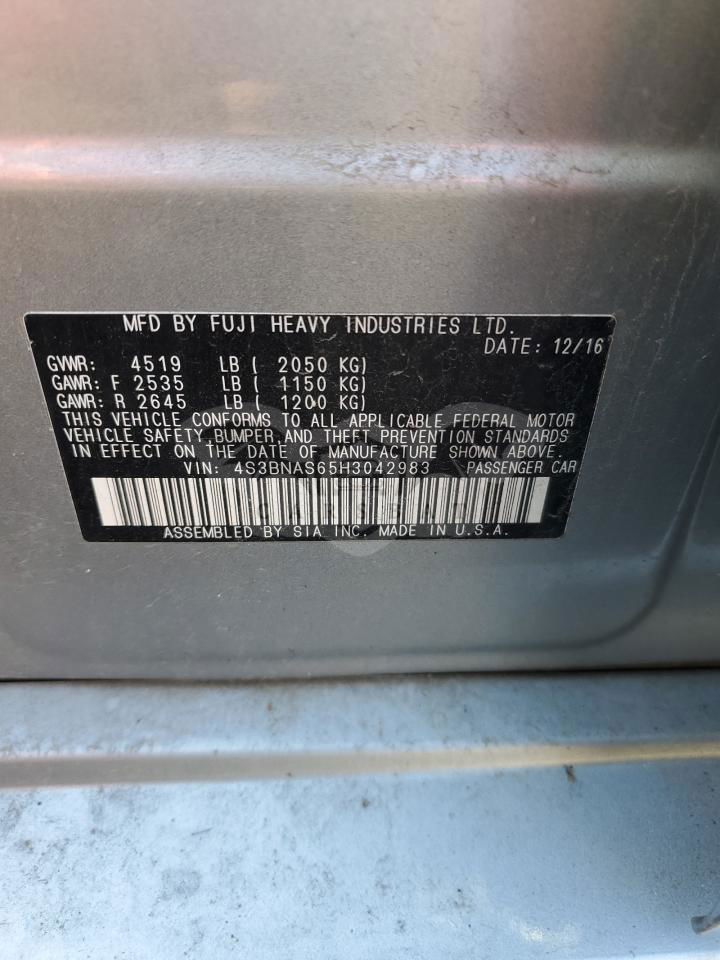 MFD BY FUJI HEAVY INDUSTRIES LTD.
DATE: 12/16
GVWR: 4519 LB ( 2050 KG)
GAWR: F 2535 LB ( 1150 KG)
GAWR: R 2645 LB ( 1200 KG)
THIS VEHICLE CONFORMS TO ALL APPLICABLE FEDERAL MOTOR
VEHICLE SAFETY, BUMPER, AND THEFT PREVENTION STANDARDS
IN EFFECT ON THE DATE OF MANUFACTURE SHOWN ABOVE.
VIN: 4S3BNAS65H3042983 PASSENGER CAR
ASSEMBLED BY SIA INC. MADE IN U.S.A.